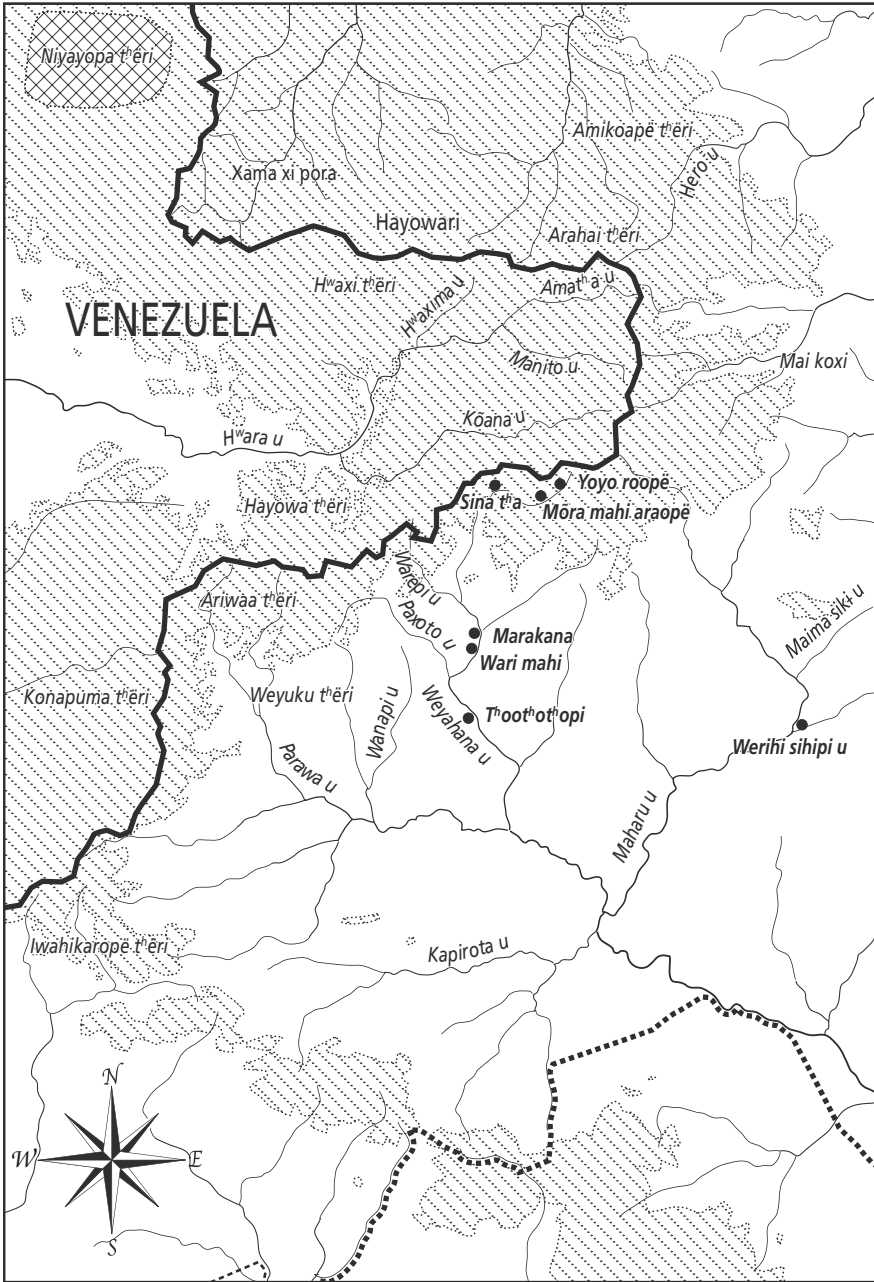 Niyayopa tʰëri
Amikoapë tʰëri
Hero u
Xama xi pora
Hayowari
Arahai tʰëri
Hʷaxi tʰëri
Amatʰa u
Hʷaxima u
VENEZUELA
Manito u
Mai koxi
Kõana u
Hʷara u
Yoyo roopë
Sina tʰa
Mõra mahi araopë
Hayowa tʰëri
Warëpi u
Ariwaa tʰëri
Paxoto u
Marakana
Wari mahi
Maima sikɨ u
Konapuma tʰëri
Weyuku tʰëri
Wanapi u
Weyahana u
Tʰootʰotʰopi
Werihi sihipi u
Parawa u
Maharu u
Iwahikaropë tʰëri
Kapirota u
N
W
E
S